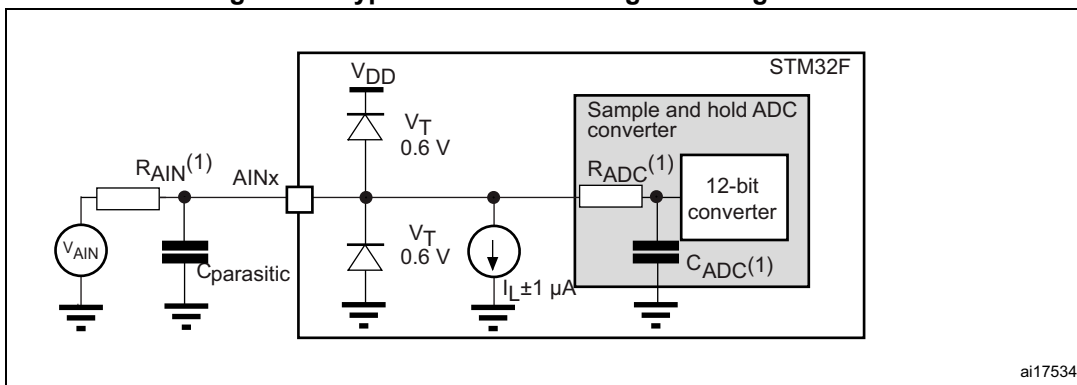 STM32F
VDD
Sample and hold ADC
converter
VT
0.6 V
RAIN(1)
AINx
RADC(1)
12-bit
converter
VAIN
Cparasitic
VT
0.6 V
IL±1 µA
CADC(1)
ai17534